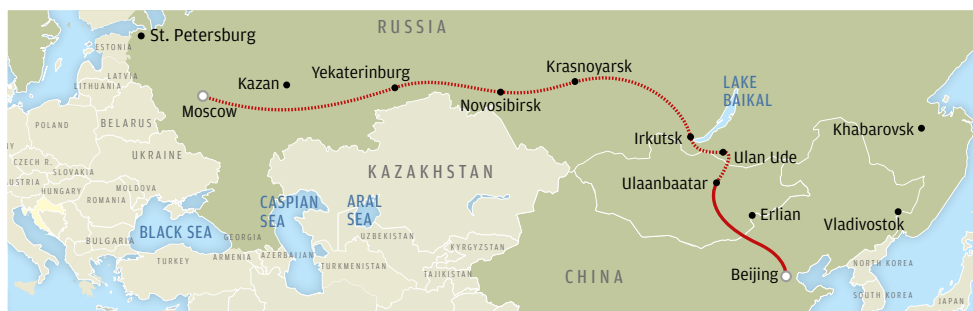 RUSSIA
St. Petersburg
ESTONIA
LATVIA
LITHUANIA
Kazan
Yekaterinburg
Krasnoyarsk
Novosibirsk
Moscow
LAKE
BAIKAL
BELARUS
POLAND
Irkutsk
Khabarovsk
Ulan Ude
UKRAINE
CZECH R.
SLOVAKIA
KAZAKHSTAN
Ulaanbaatar
AUSTRIA
HUNGARY
MOLDOVA
ROMANIA
CASPIAN
SEA
ARAL
SEA
Erlian
Vladivostok
BLACK SEA
BULGARIA
GEORGIA
UZBEKISTAN
KYRGYZSTAN
TURKEY
ARMENIA
AZERBAIJAN
TURKMENISTAN
TAJIKISTAN
CHINA
Beijing
NORTH KOREA
SOUTH KOREA
JAPAN